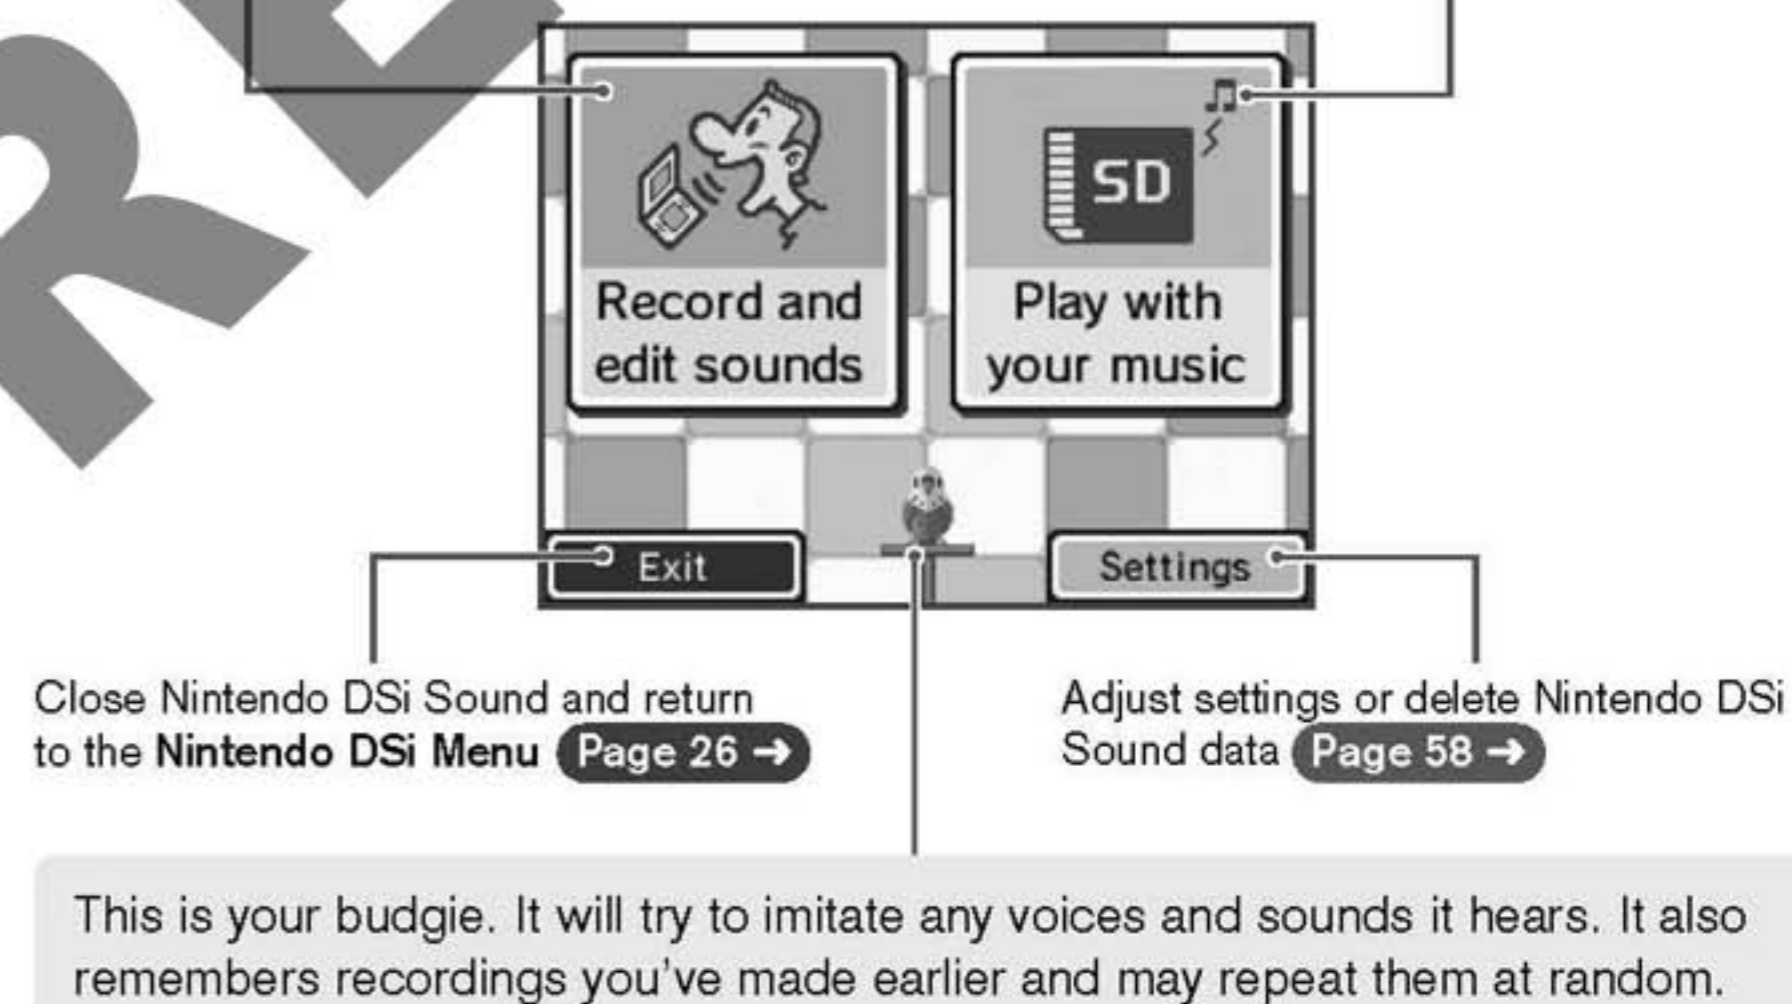 RE
SD
Record and
edit sounds
Play with
your music
Exit
Settings
Close Nintendo DSi Sound and return
to the Nintendo DSi Menu Page 26 →
Adjust settings or delete Nintendo DSi
Sound data Page 58 →
This is your budgie. It will try to imitate any voices and sounds it hears. It also
remembers recordings you've made earlier and may repeat them at random.